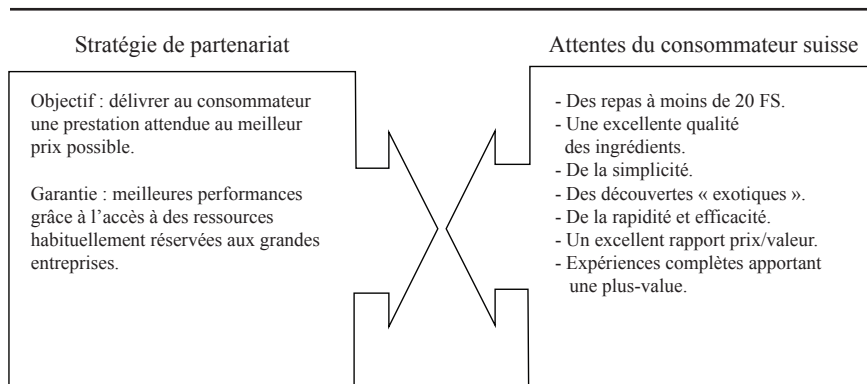 Stratégie de partenariat
Objectif : délivrer au consommateur
une prestation attendue au meilleur
prix possible.
Garantie : meilleures performances
grâce à l’accès à des ressources
habituellement réservées aux grandes
entreprises.
Attentes du consommateur suisse
- Des repas à moins de 20 FS.
- Une excellente qualité
des ingrédients.
- De la simplicité.
- Des découvertes « exotiques ».
- De la rapidité et efficacité.
- Un excellent rapport prix/valeur.
- Expériences complètes apportant
une plus-value.